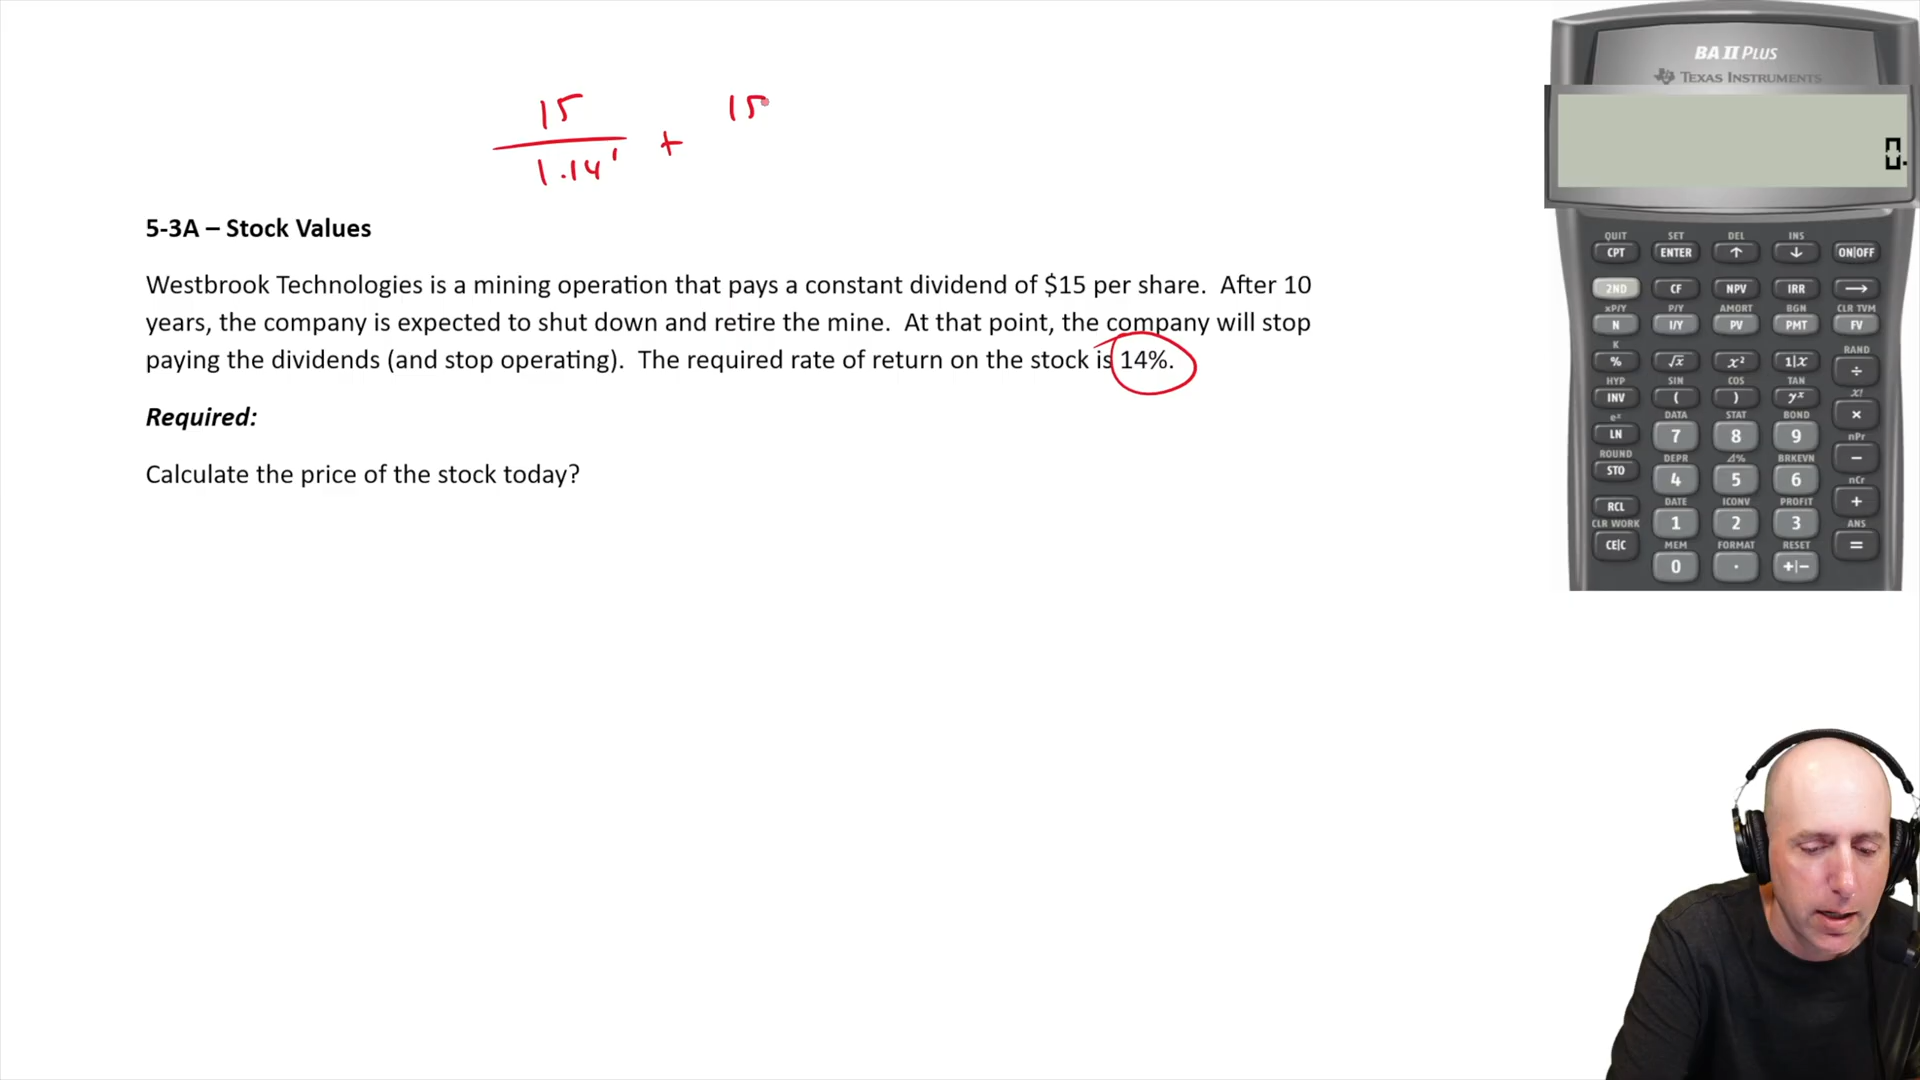 15 + 15
1.14¹
5-3A – Stock Values
Westbrook Technologies is a mining operation that pays a constant dividend of $15 per share. After 10
years, the company is expected to shut down and retire the mine. At that point, the company will stop
paying the dividends (and stop operating). The required rate of return on the stock is 14%.
Required:
Calculate the price of the stock today?
BA II PLUS
TEXAS INSTRUMENTS
0.
QUIT SET DEL INS
CPT ENTER ↑ ↓ ON|OFF
2ND CF NPV IRR →
xP/Y P/Y AMORT BGN CLR TVM
N I/Y PV PMT FV
K RAND
% √x x² 1|x ÷
HYP SIN COS TAN x!
INV ( ) yˣ ×
eˣ DATA STAT BOND nPr
LN 7 8 9 −
ROUND DEPR Δ% BRKEVN nCr
STO 4 5 6 +
DATE ICONV PROFIT
RCL 1 2 3
CLR WORK MEM FORMAT RESET ANS
CE|C 0 . +|− =